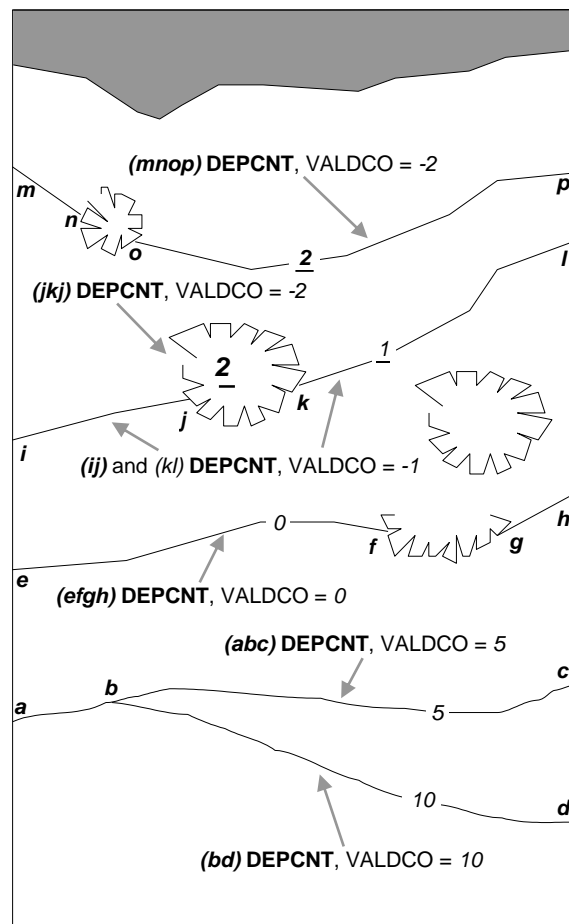 (mnop) DEPCNT, VALDCO = -2
m
p
n
o
2
l
(jkj) DEPCNT, VALDCO = -2
1
2
k
j
i
(ij) and (kl) DEPCNT, VALDCO = -1
h
0
f
g
e
(efgh) DEPCNT, VALDCO = 0
(abc) DEPCNT, VALDCO = 5
c
b
a
5
10
d
(bd) DEPCNT, VALDCO = 10